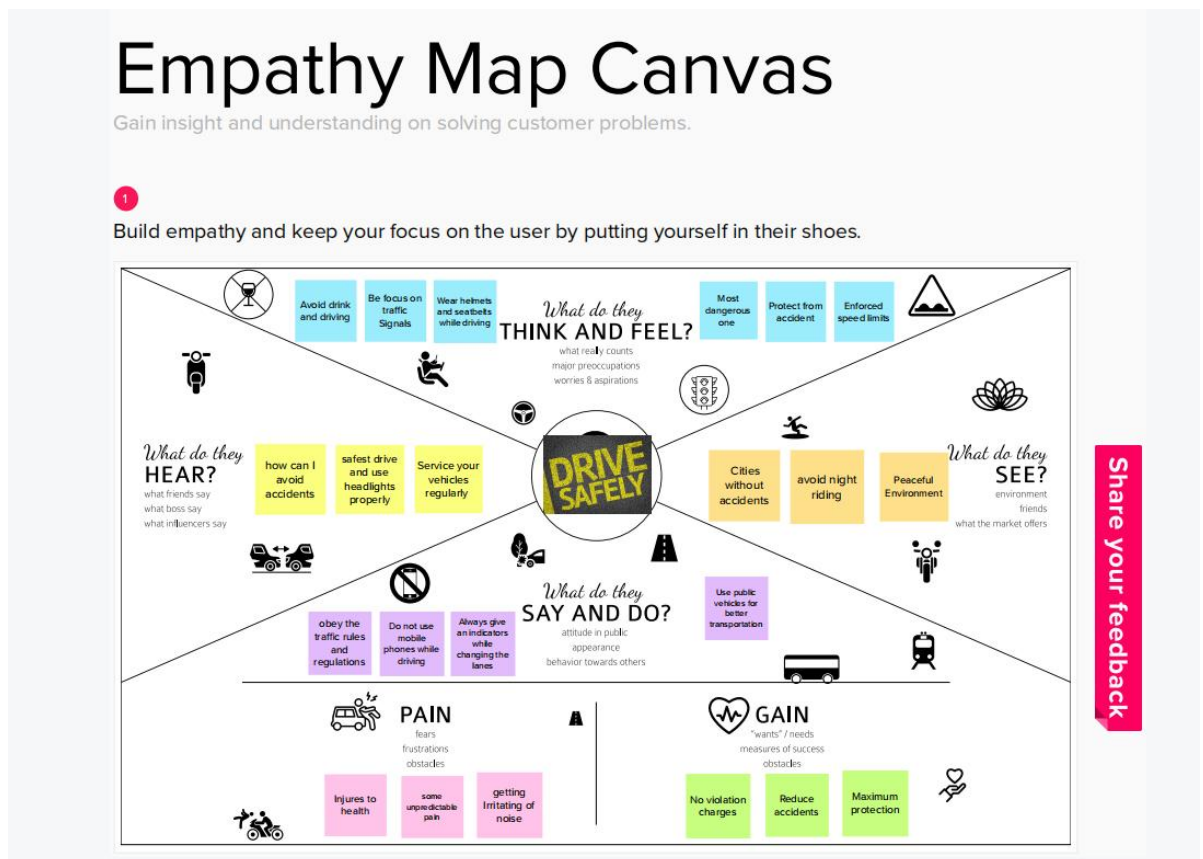 Empathy Map Canvas
Gain insight and understanding on solving customer problems.
1
Build empathy and keep your focus on the user by putting yourself in their shoes.
Avoid drink
and driving
Be focus on
traffic
Signals
Wear helmets
and seatbelts
while driving
What do they
THINK AND FEEL?
what really counts
major preoccupations
worries & aspirations
Most
dangerous
one
Protect from
accident
Enforced
speed limits
What do they
HEAR?
what friends say
what boss say
what influencers say
how can I
avoid
accidents
safest drive
and use
headlights
properly
Service your
vehicles
regularly
DRIVE
SAFELY
Cities
without
accidents
avoid night
riding
Peaceful
Environment
What do they
SEE?
environment
friends
what the market offers
Share your feedback
What do they
SAY AND DO?
attitude in public
appearance
behavior towards others
obey the
traffic rules
and
regulations
Do not use
mobile
phones while
driving
Always give
an indicators
while
changing the
lanes
Use public
vehicles for
better
transportation
PAIN
fears
frustrations
obstacles
Injures to
health
some
unpredictable
pain
getting
Irritating of
noise
GAIN
"wants" / needs
measures of success
obstacles
No violation
charges
Reduce
accidents
Maximum
protection